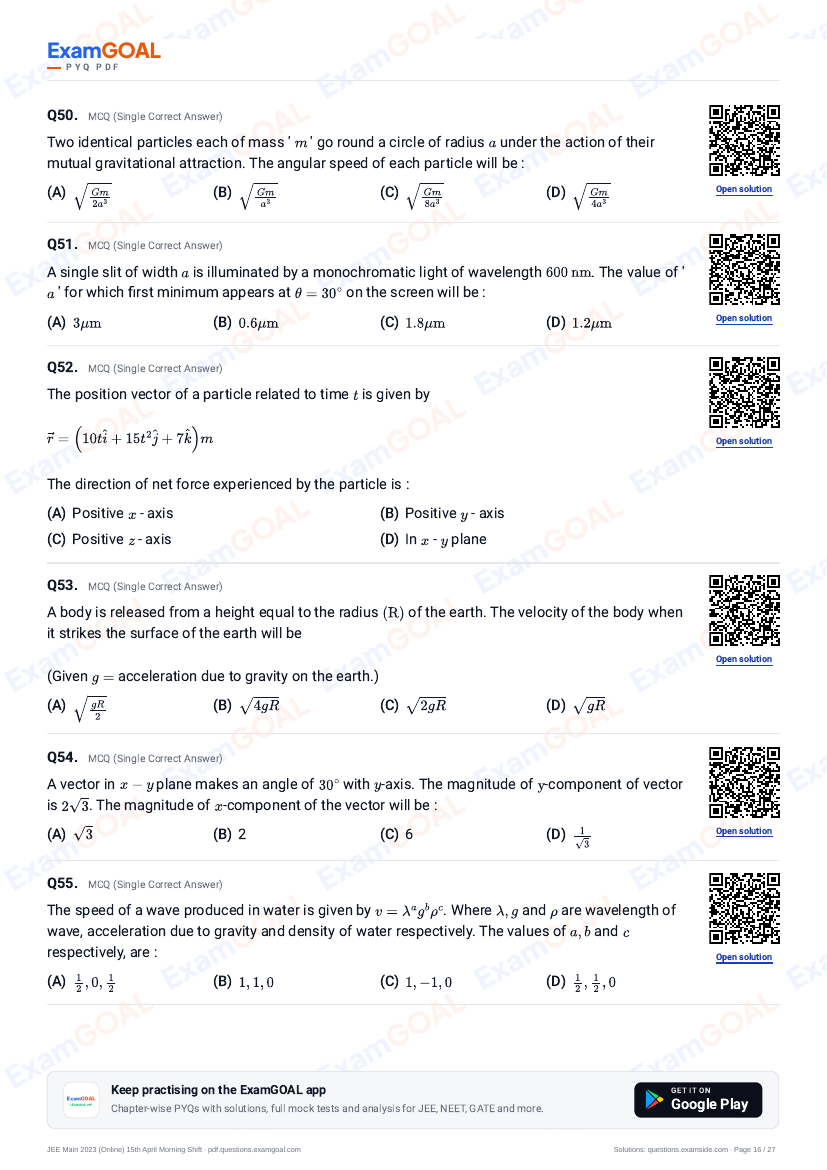 ExamGOAL
PYQ PDF
Q50. MCQ (Single Correct Answer)
Two identical particles each of mass ' m ' go round a circle of radius a under the action of their
mutual gravitational attraction. The angular speed of each particle will be :
(A) √(Gm/2a³) (B) √(Gm/a³) (C) √(Gm/8a³) (D) √(Gm/4a³)
Open solution
Q51. MCQ (Single Correct Answer)
A single slit of width a is illuminated by a monochromatic light of wavelength 600 nm. The value of '
a ' for which first minimum appears at θ = 30° on the screen will be :
(A) 3μm (B) 0.6μm (C) 1.8μm (D) 1.2μm
Open solution
Q52. MCQ (Single Correct Answer)
The position vector of a particle related to time t is given by
r⃗ = (10tî + 15t²ĵ + 7k̂)m
Open solution
The direction of net force experienced by the particle is :
(A) Positive x - axis (B) Positive y - axis
(C) Positive z - axis (D) In x - y plane
Q53. MCQ (Single Correct Answer)
A body is released from a height equal to the radius (R) of the earth. The velocity of the body when
it strikes the surface of the earth will be
Open solution
(Given g = acceleration due to gravity on the earth.)
(A) √(gR/2) (B) √4gR (C) √2gR (D) √gR
Q54. MCQ (Single Correct Answer)
A vector in x − y plane makes an angle of 30° with y-axis. The magnitude of y-component of vector
is 2√3. The magnitude of x-component of the vector will be :
(A) √3 (B) 2 (C) 6 (D) 1/√3
Open solution
Q55. MCQ (Single Correct Answer)
The speed of a wave produced in water is given by v = λᵃgᵇρᶜ. Where λ, g and ρ are wavelength of
wave, acceleration due to gravity and density of water respectively. The values of a, b and c
respectively, are :
Open solution
(A) 1/2, 0, 1/2 (B) 1, 1, 0 (C) 1, −1, 0 (D) 1/2, 1/2, 0
Keep practising on the ExamGOAL app
Chapter-wise PYQs with solutions, full mock tests and analysis for JEE, NEET, GATE and more.
GET IT ON
Google Play
JEE Main 2023 (Online) 15th April Morning Shift · pdf.questions.examgoal.com
Solutions: questions.examside.com · Page 16 / 27